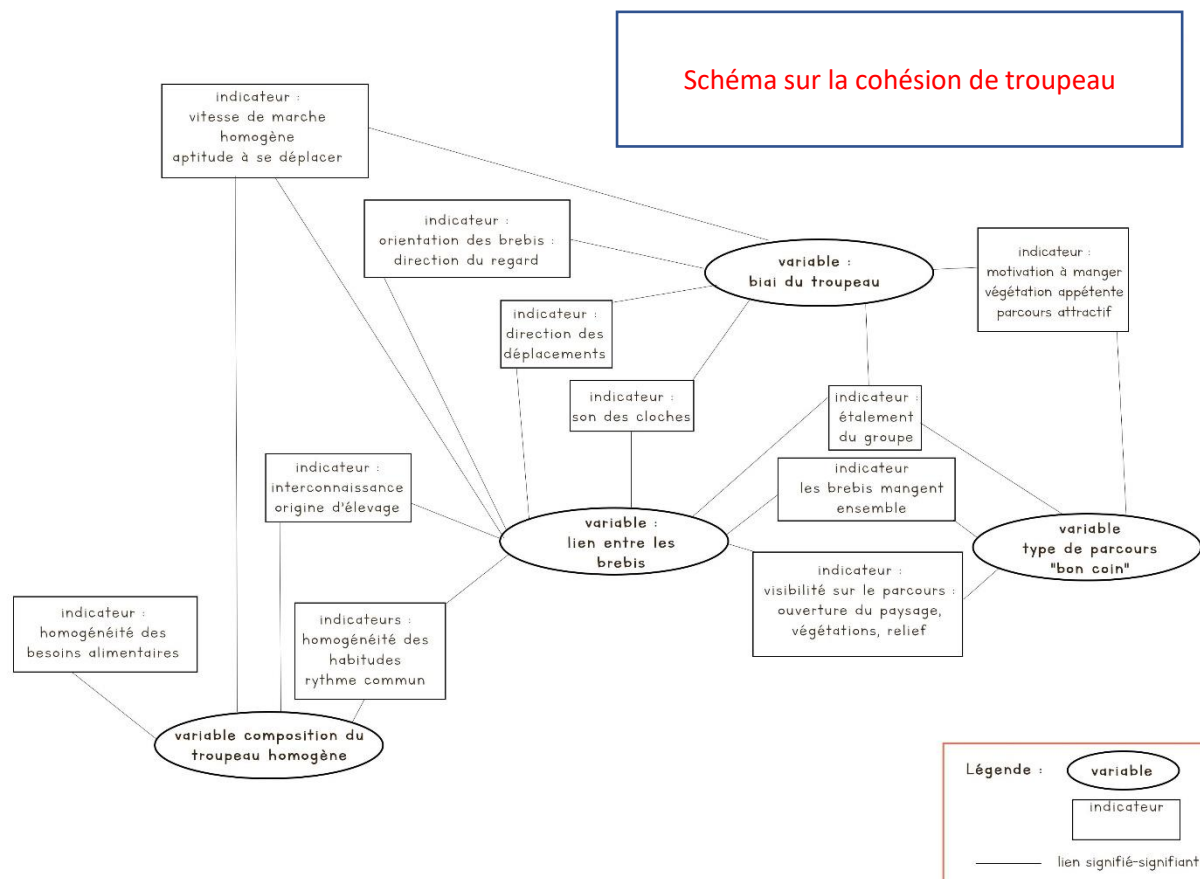 Schéma sur la cohésion de troupeau
indicateur :
vitesse de marche
homogène
aptitude à se déplacer
indicateur :
orientation des brebis :
direction du regard
variable :
biai du troupeau
indicateur :
motivation à manger
végétation appétente
parcours attractif
indicateur :
direction des
déplacements
indicateur :
son des cloches
indicateur :
étalement
du groupe
indicateur :
interconnaissance
origine d'élevage
indicateur
les brebis mangent
ensemble
variable :
lien entre les
brebis
variable
type de parcours
"bon coin"
indicateur :
visibilité sur le parcours :
ouverture du paysage,
végétations, relief
indicateur :
homogénéité des
besoins alimentaires
indicateurs :
homogénéité des
habitudes
rythme commun
variable composition du
troupeau homogène
Légende :
variable
indicateur
lien signifié-signifiant